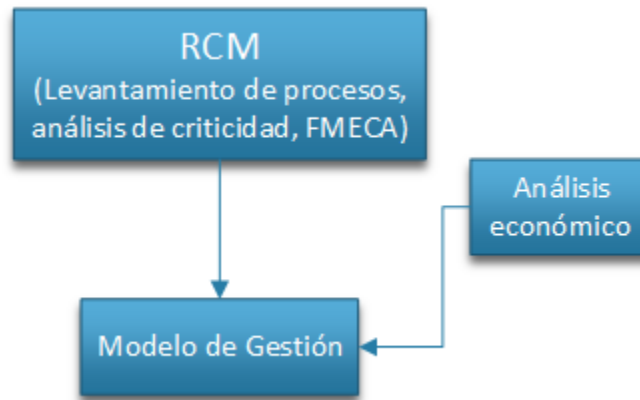 RCM
(Levantamiento de procesos,
análisis de criticidad, FMECA)
Análisis
económico
Modelo de Gestión